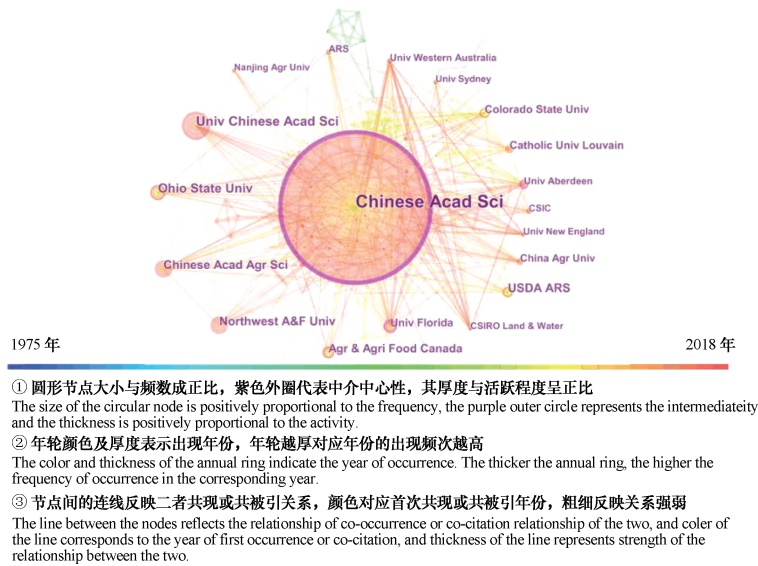 ARS
Univ Western Australia
Nanjing Agr Univ
Univ Sydney
Colorado State Univ
Univ Chinese Acad Sci
Catholic Univ Louvain
Univ Aberdeen
Ohio State Univ
Chinese Acad Sci
CSIC
Univ New England
China Agr Univ
Chinese Acad Agr Sci
USDA ARS
Northwest A&F Univ
Univ Florida
CSIRO Land & Water
Agr & Agri Food Canada
1975 年
2018 年
① 圆形节点大小与频数成正比，紫色外圈代表中介中心性，其厚度与活跃程度呈正比
The size of the circular node is positively proportional to the frequency, the purple outer circle represents the intermediateity
and the thickness is positively proportional to the activity.
② 年轮颜色及厚度表示出现年份，年轮越厚对应年份的出现频次越高
The color and thickness of the annual ring indicate the year of occurrence. The thicker the annual ring, the higher the
frequency of occurrence in the corresponding year.
③ 节点间的连线反映二者共现或共被引关系，颜色对应首次共现或共被引年份，粗细反映关系强弱
The line between the nodes reflects the relationship of co-occurrence or co-citation relationship of the two, and coler of
the line corresponds to the year of first occurrence or co-citation, and thickness of the line represents strength of the
relationship between the two.